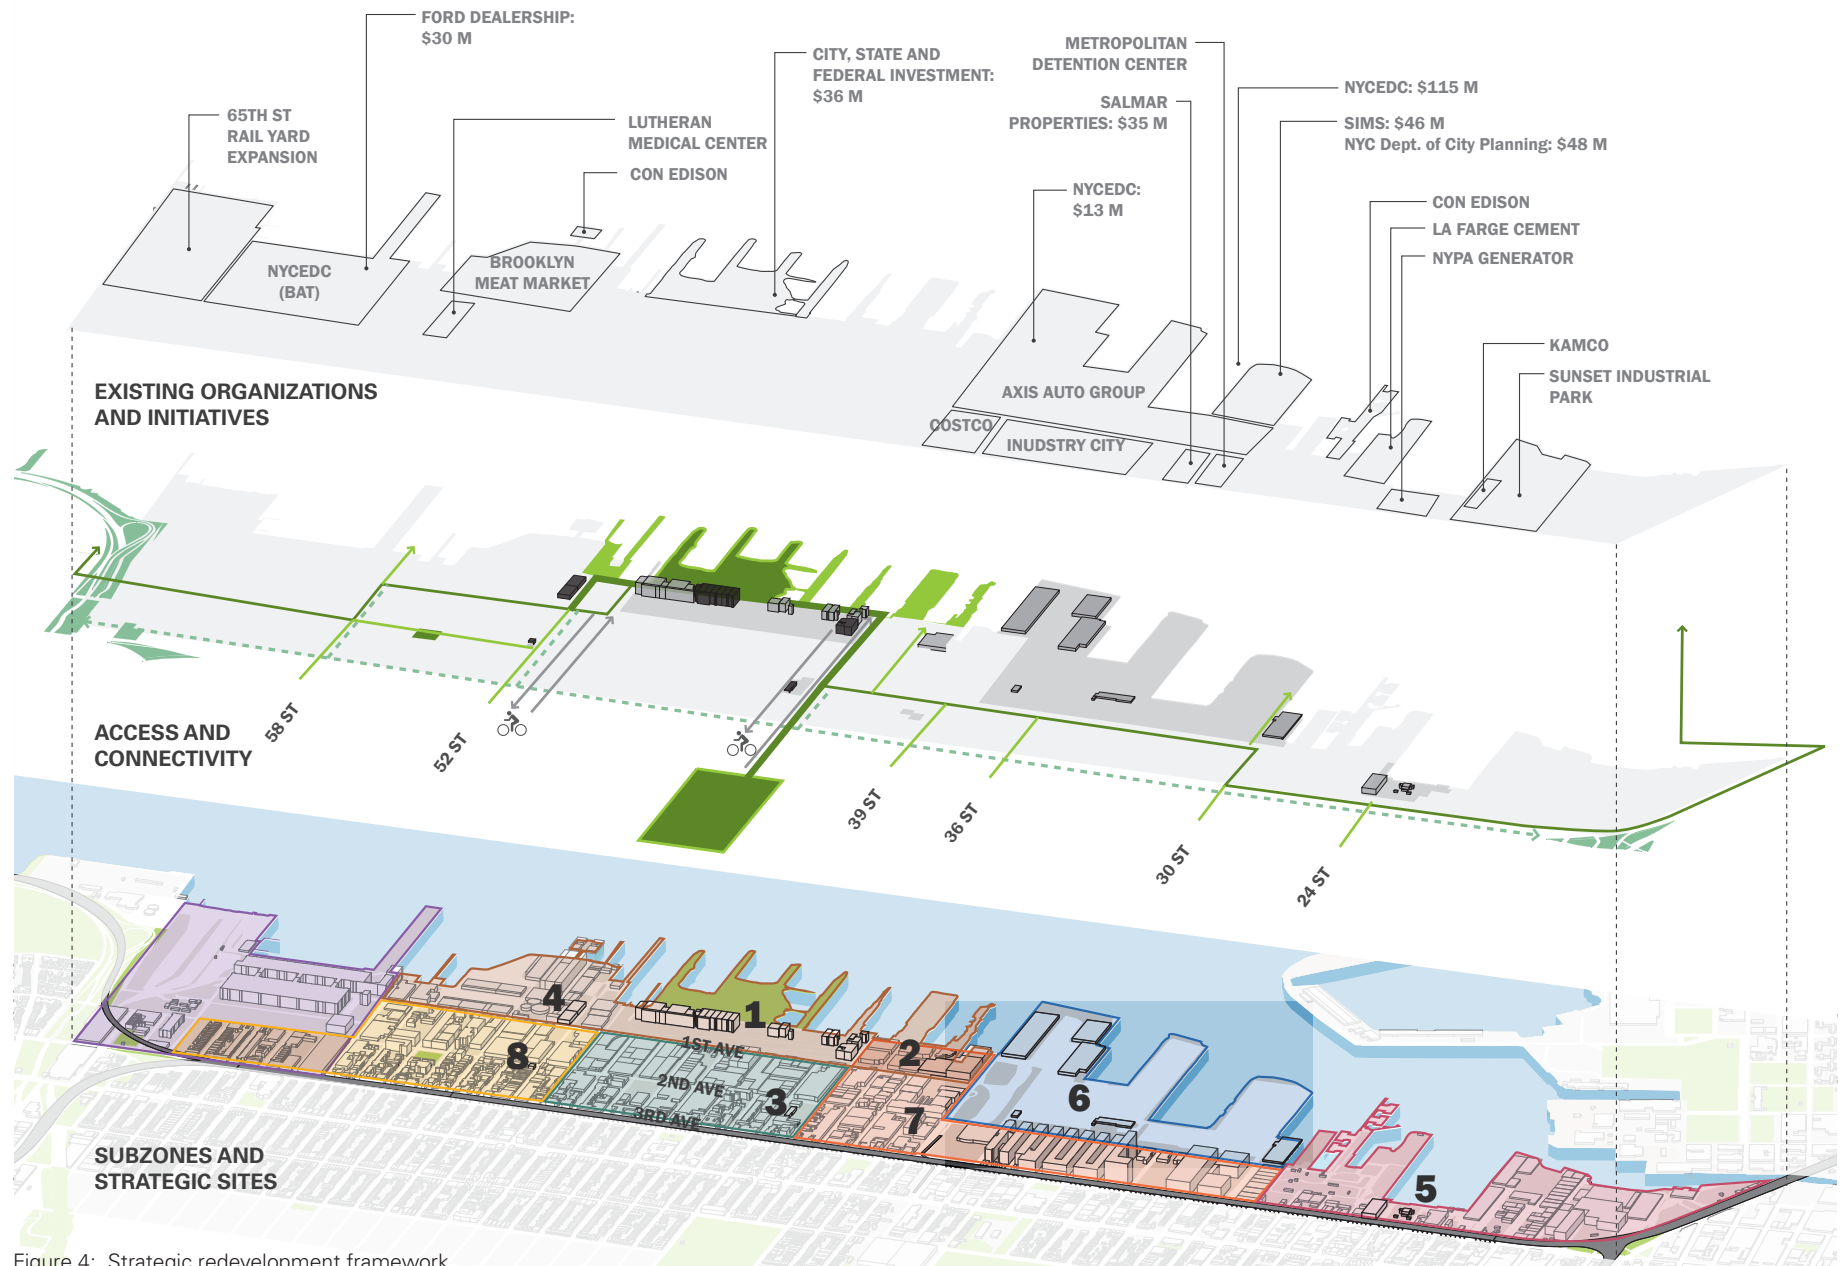 FORD DEALERSHIP:
$30 M
CITY, STATE AND
FEDERAL INVESTMENT:
$36 M
METROPOLITAN
DETENTION CENTER
NYCEDC: $115 M
SALMAR
PROPERTIES: $35 M
SIMS: $46 M
NYC Dept. of City Planning: $48 M
65TH ST
RAIL YARD
EXPANSION
LUTHERAN
MEDICAL CENTER
CON EDISON
NYCEDC:
$13 M
CON EDISON
LA FARGE CEMENT
NYPA GENERATOR
NYCEDC
(BAT)
BROOKLYN
MEAT MARKET
KAMCO
SUNSET INDUSTRIAL
PARK
AXIS AUTO GROUP
COSTCO
INUDSTRY CITY
EXISTING ORGANIZATIONS
AND INITIATIVES
58 ST
52 ST
39 ST
36 ST
30 ST
24 ST
ACCESS AND
CONNECTIVITY
4
1
1ST AVE
2
8
2ND AVE
3
3RD AVE
7
6
5
SUBZONES AND
STRATEGIC SITES
Figure 4: Strategic redevelopment framework